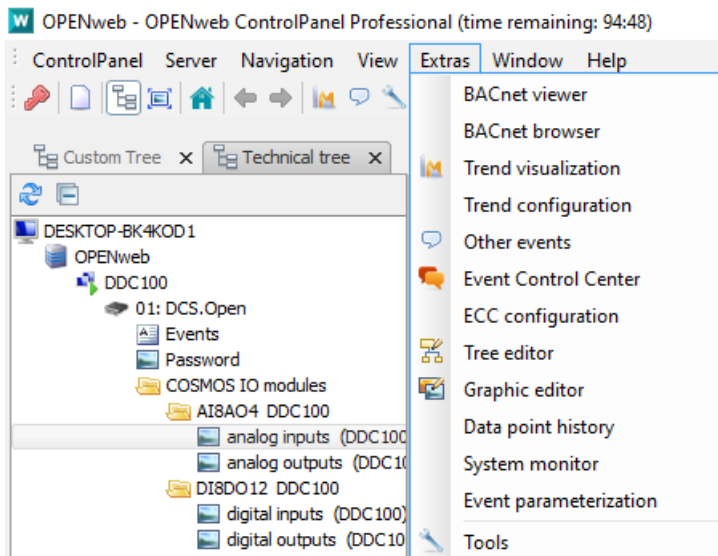 W OPENweb - OPENweb ControlPanel Professional (time remaining: 94:48)
ControlPanel Server Navigation View Extras Window Help
Custom Tree x Technical tree x
DESKTOP-BK4KOD1
OPENweb
DDC100
01: DCS.Open
Events
Password
COSMOS IO modules
AI8AO4 DDC100
analog inputs (DDC100
analog outputs (DDC10
DI8DO12 DDC100
digital inputs (DDC100)
digital outputs (DDC10
BACnet viewer
BACnet browser
Trend visualization
Trend configuration
Other events
Event Control Center
ECC configuration
Tree editor
Graphic editor
Data point history
System monitor
Event parameterization
Tools